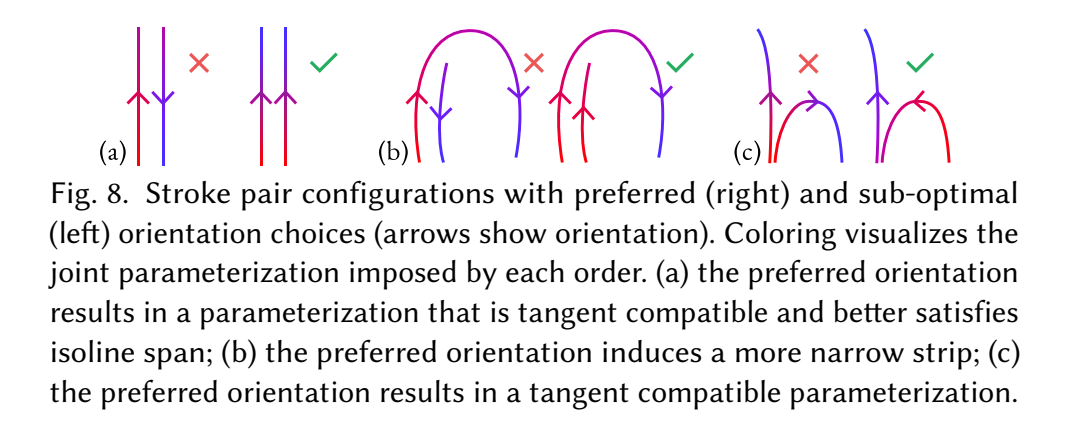 (a) (b) (c)
Fig. 8. Stroke pair configurations with preferred (right) and sub-optimal
(left) orientation choices (arrows show orientation). Coloring visualizes the
joint parameterization imposed by each order. (a) the preferred orientation
results in a parameterization that is tangent compatible and better satisfies
isoline span; (b) the preferred orientation induces a more narrow strip; (c)
the preferred orientation results in a tangent compatible parameterization.